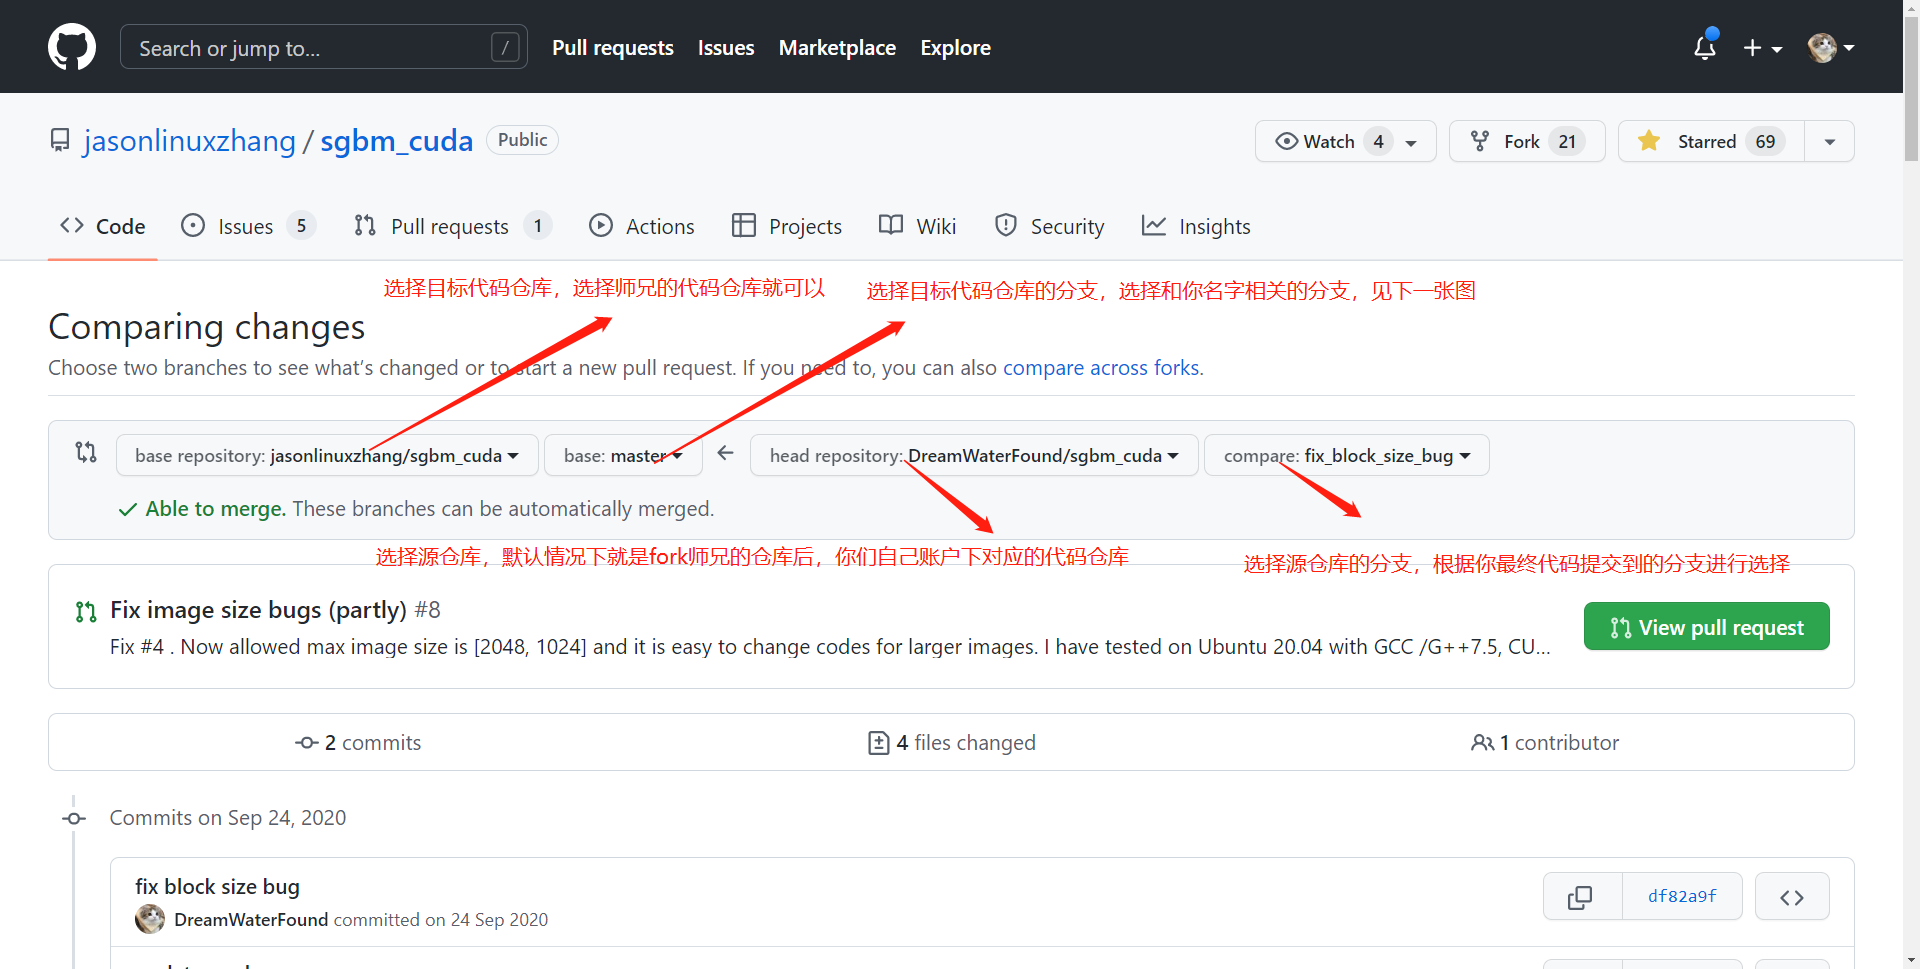 Search or jump to... /
Pull requests Issues Marketplace Explore
jasonlinuxzhang / sgbm_cuda Public
Watch 4 Fork 21 Starred 69
Code Issues 5 Pull requests 1 Actions Projects Wiki Security Insights
选择目标代码仓库，选择师兄的代码仓库就可以
选择目标代码仓库的分支，选择和你名字相关的分支，见下一张图
Comparing changes
Choose two branches to see what's changed or to start a new pull request. If you need to, you can also compare across forks.
base repository: jasonlinuxzhang/sgbm_cuda base: master ← head repository: DreamWaterFound/sgbm_cuda compare: fix_block_size_bug
Able to merge. These branches can be automatically merged.
选择源仓库，默认情况下就是fork师兄的仓库后，你们自己账户下对应的代码仓库
选择源仓库的分支，根据你最终代码提交到的分支进行选择
Fix image size bugs (partly) #8
Fix #4 . Now allowed max image size is [2048, 1024] and it is easy to change codes for larger images. I have tested on Ubuntu 20.04 with GCC /G++7.5, CU...
View pull request
2 commits 4 files changed 1 contributor
Commits on Sep 24, 2020
fix block size bug
DreamWaterFound committed on 24 Sep 2020
df82a9f